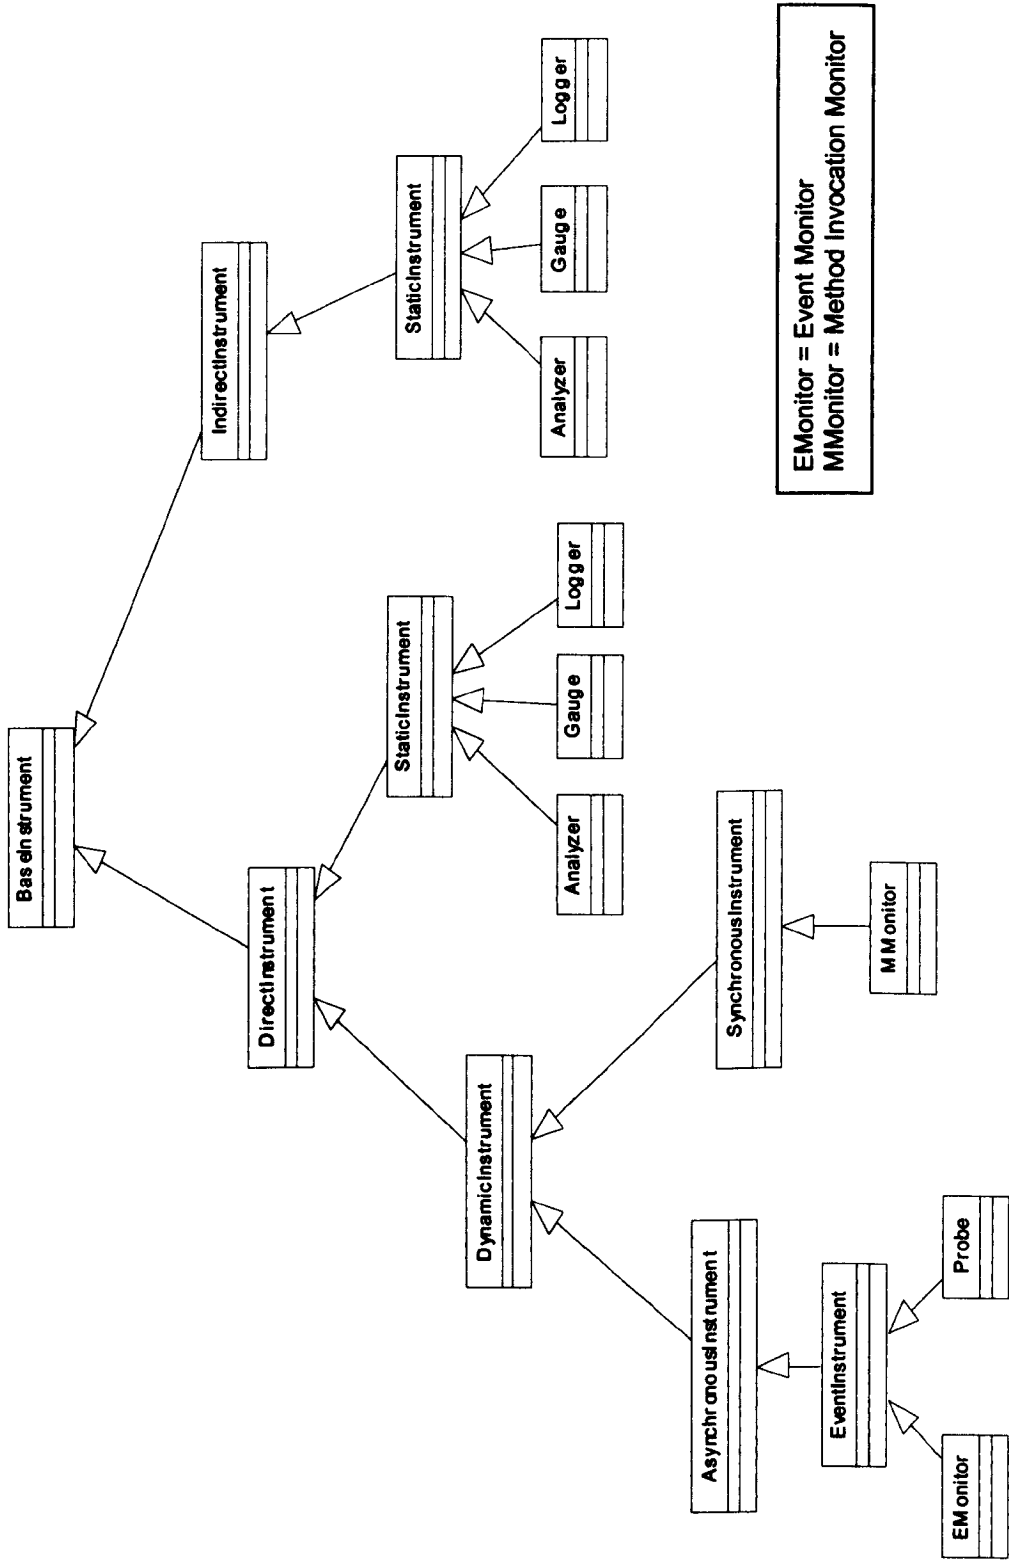 BaseInstrument
IndirectInstrument
DirectInstrument
StaticInstrument
StaticInstrument
Analyzer
Gauge
Logger
Analyzer
Gauge
Logger
DynamicInstrument
AsynchronousInstrument
SynchronousInstrument
EventInstrument
MMonitor
EMonitor
Probe
EMonitor = Event Monitor
MMonitor = Method Invocation Monitor